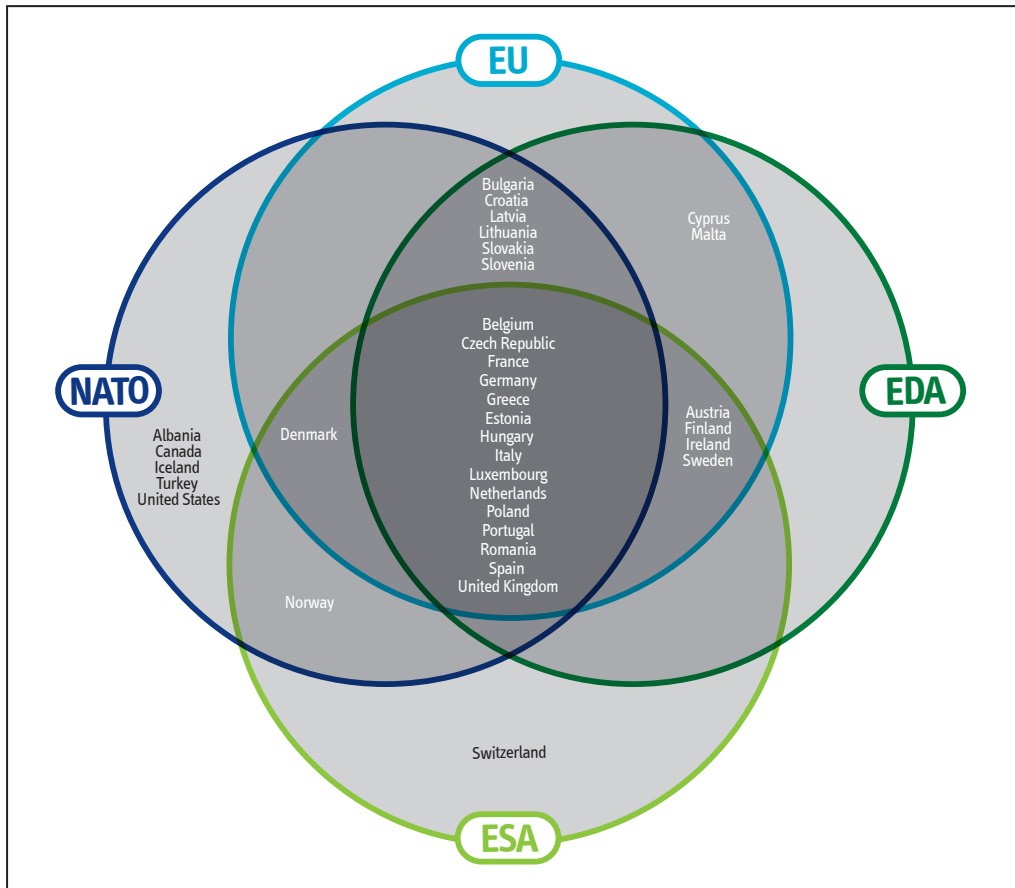 EU
Bulgaria
Croatia
Latvia
Lithuania
Slovakia
Slovenia
Cyprus
Malta
NATO
EDA
Belgium
Czech Republic
France
Germany
Greece
Estonia
Hungary
Italy
Luxembourg
Netherlands
Poland
Portugal
Romania
Spain
United Kingdom
Albania
Canada
Iceland
Turkey
United States
Denmark
Austria
Finland
Ireland
Sweden
Norway
Switzerland
ESA